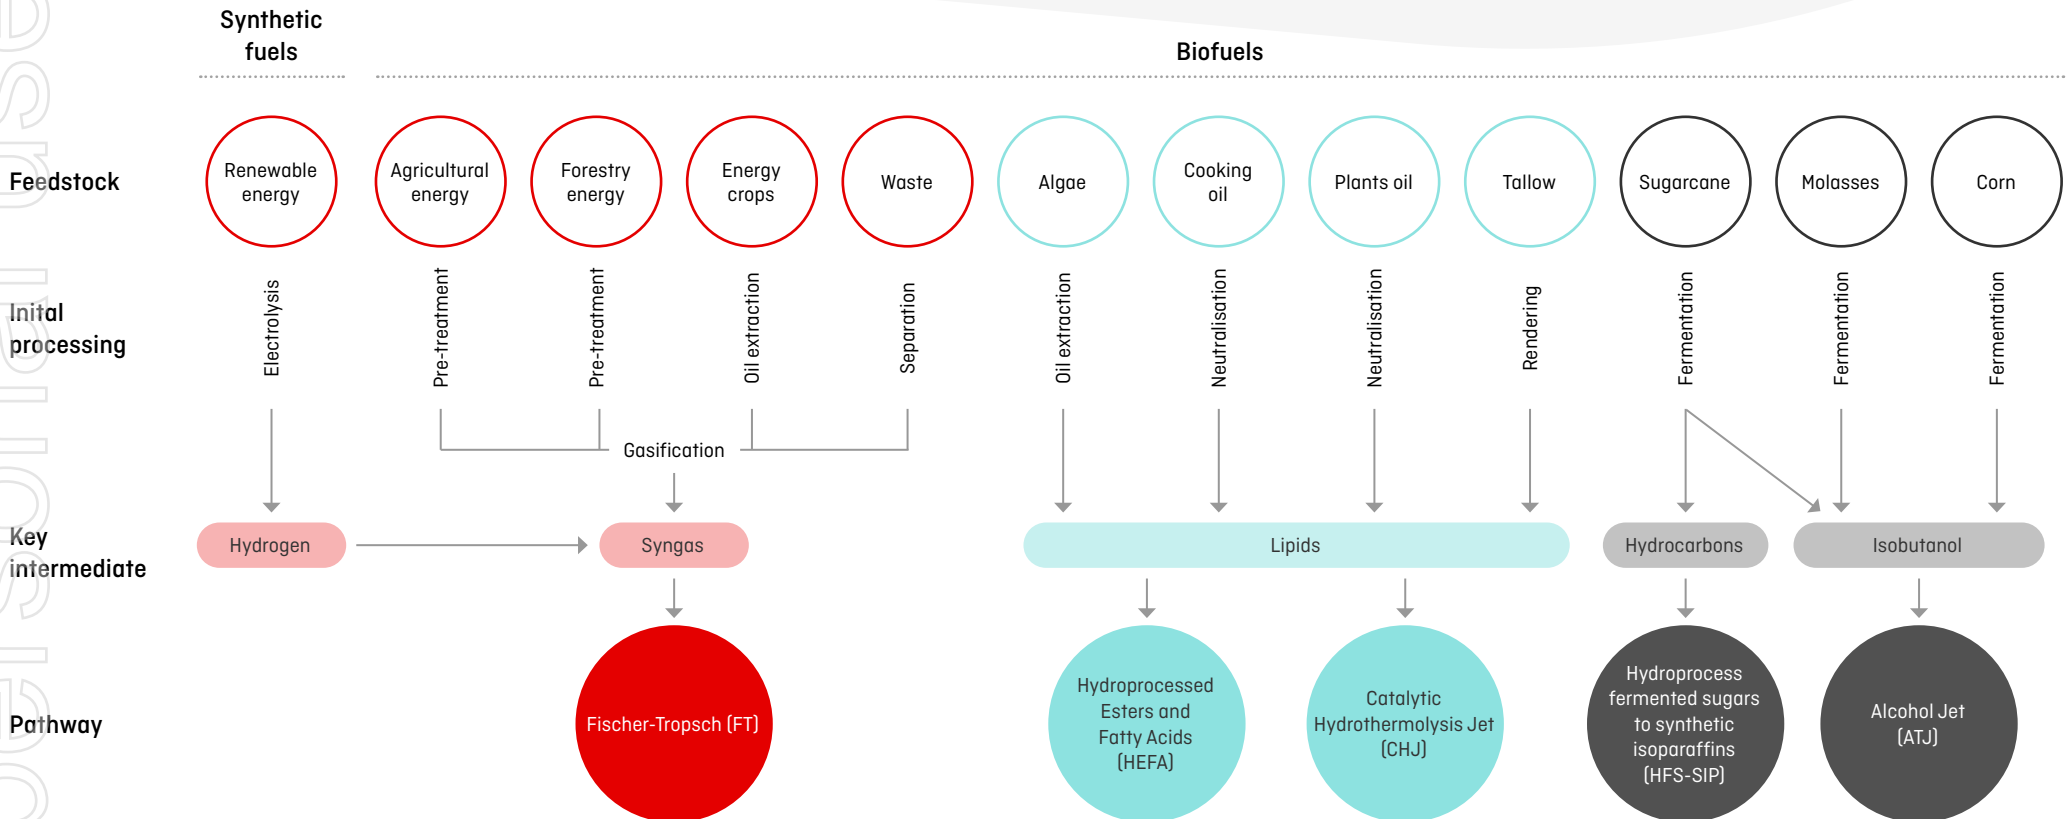 Synthetic
fuels
Biofuels
Feedstock
Renewable
energy
Agricultural
energy
Forestry
energy
Energy
crops
Waste
Algae
Cooking
oil
Plants oil
Tallow
Sugarcane
Molasses
Corn
Inital
processing
Electrolysis
Pre-treatment
Pre-treatment
Oil extraction
Separation
Oil extraction
Neutralisation
Neutralisation
Rendering
Fermentation
Fermentation
Fermentation
Gasification
Key
intermediate
Hydrogen
Syngas
Lipids
Hydrocarbons
Isobutanol
Pathway
Fischer-Tropsch (FT)
Hydroprocessed
Esters and
Fatty Acids
(HEFA)
Catalytic
Hydrothermolysis Jet
(CHJ)
Hydroprocess
fermented sugars
to synthetic
isoparaffins
(HFS-SIP)
Alcohol Jet
(ATJ)